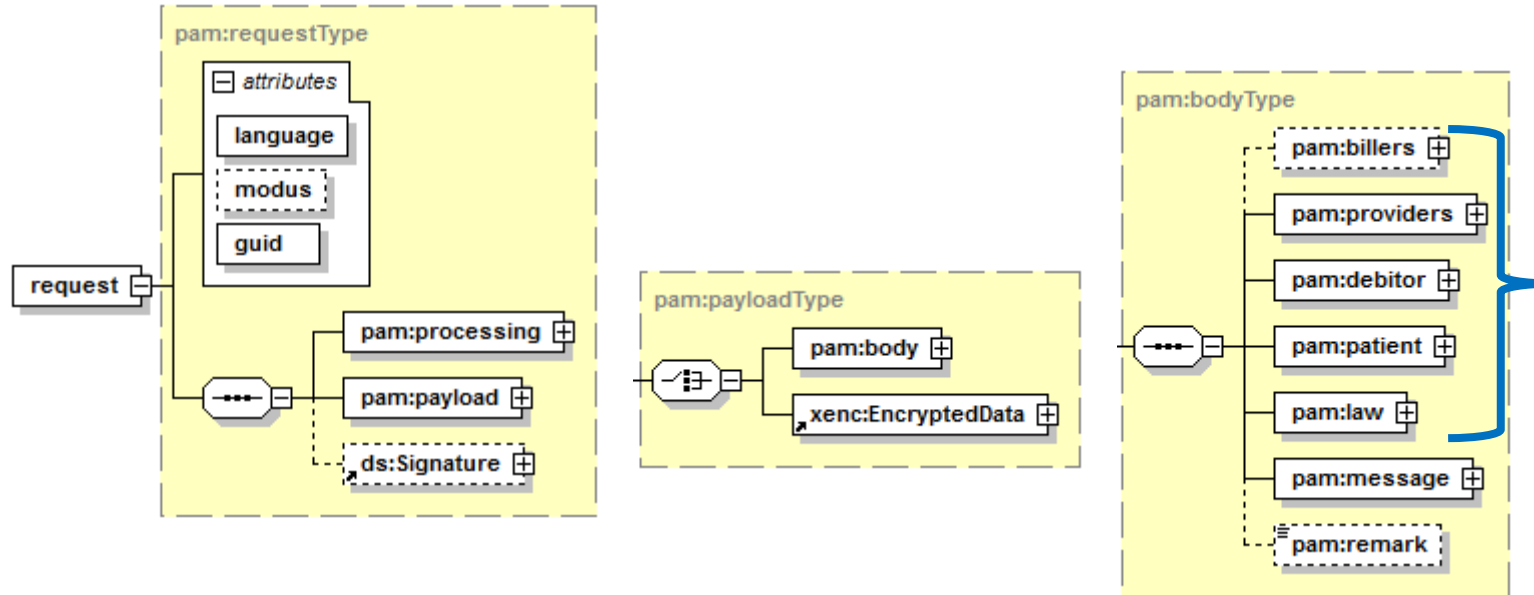 pam:requestType
attributes
language
modus
guid
request
pam:processing
pam:payload
ds:Signature
pam:payloadType
pam:body
xenc:EncryptedData
pam:bodyType
pam:billers
pam:providers
pam:debitor
pam:patient
pam:law
pam:message
pam:remark